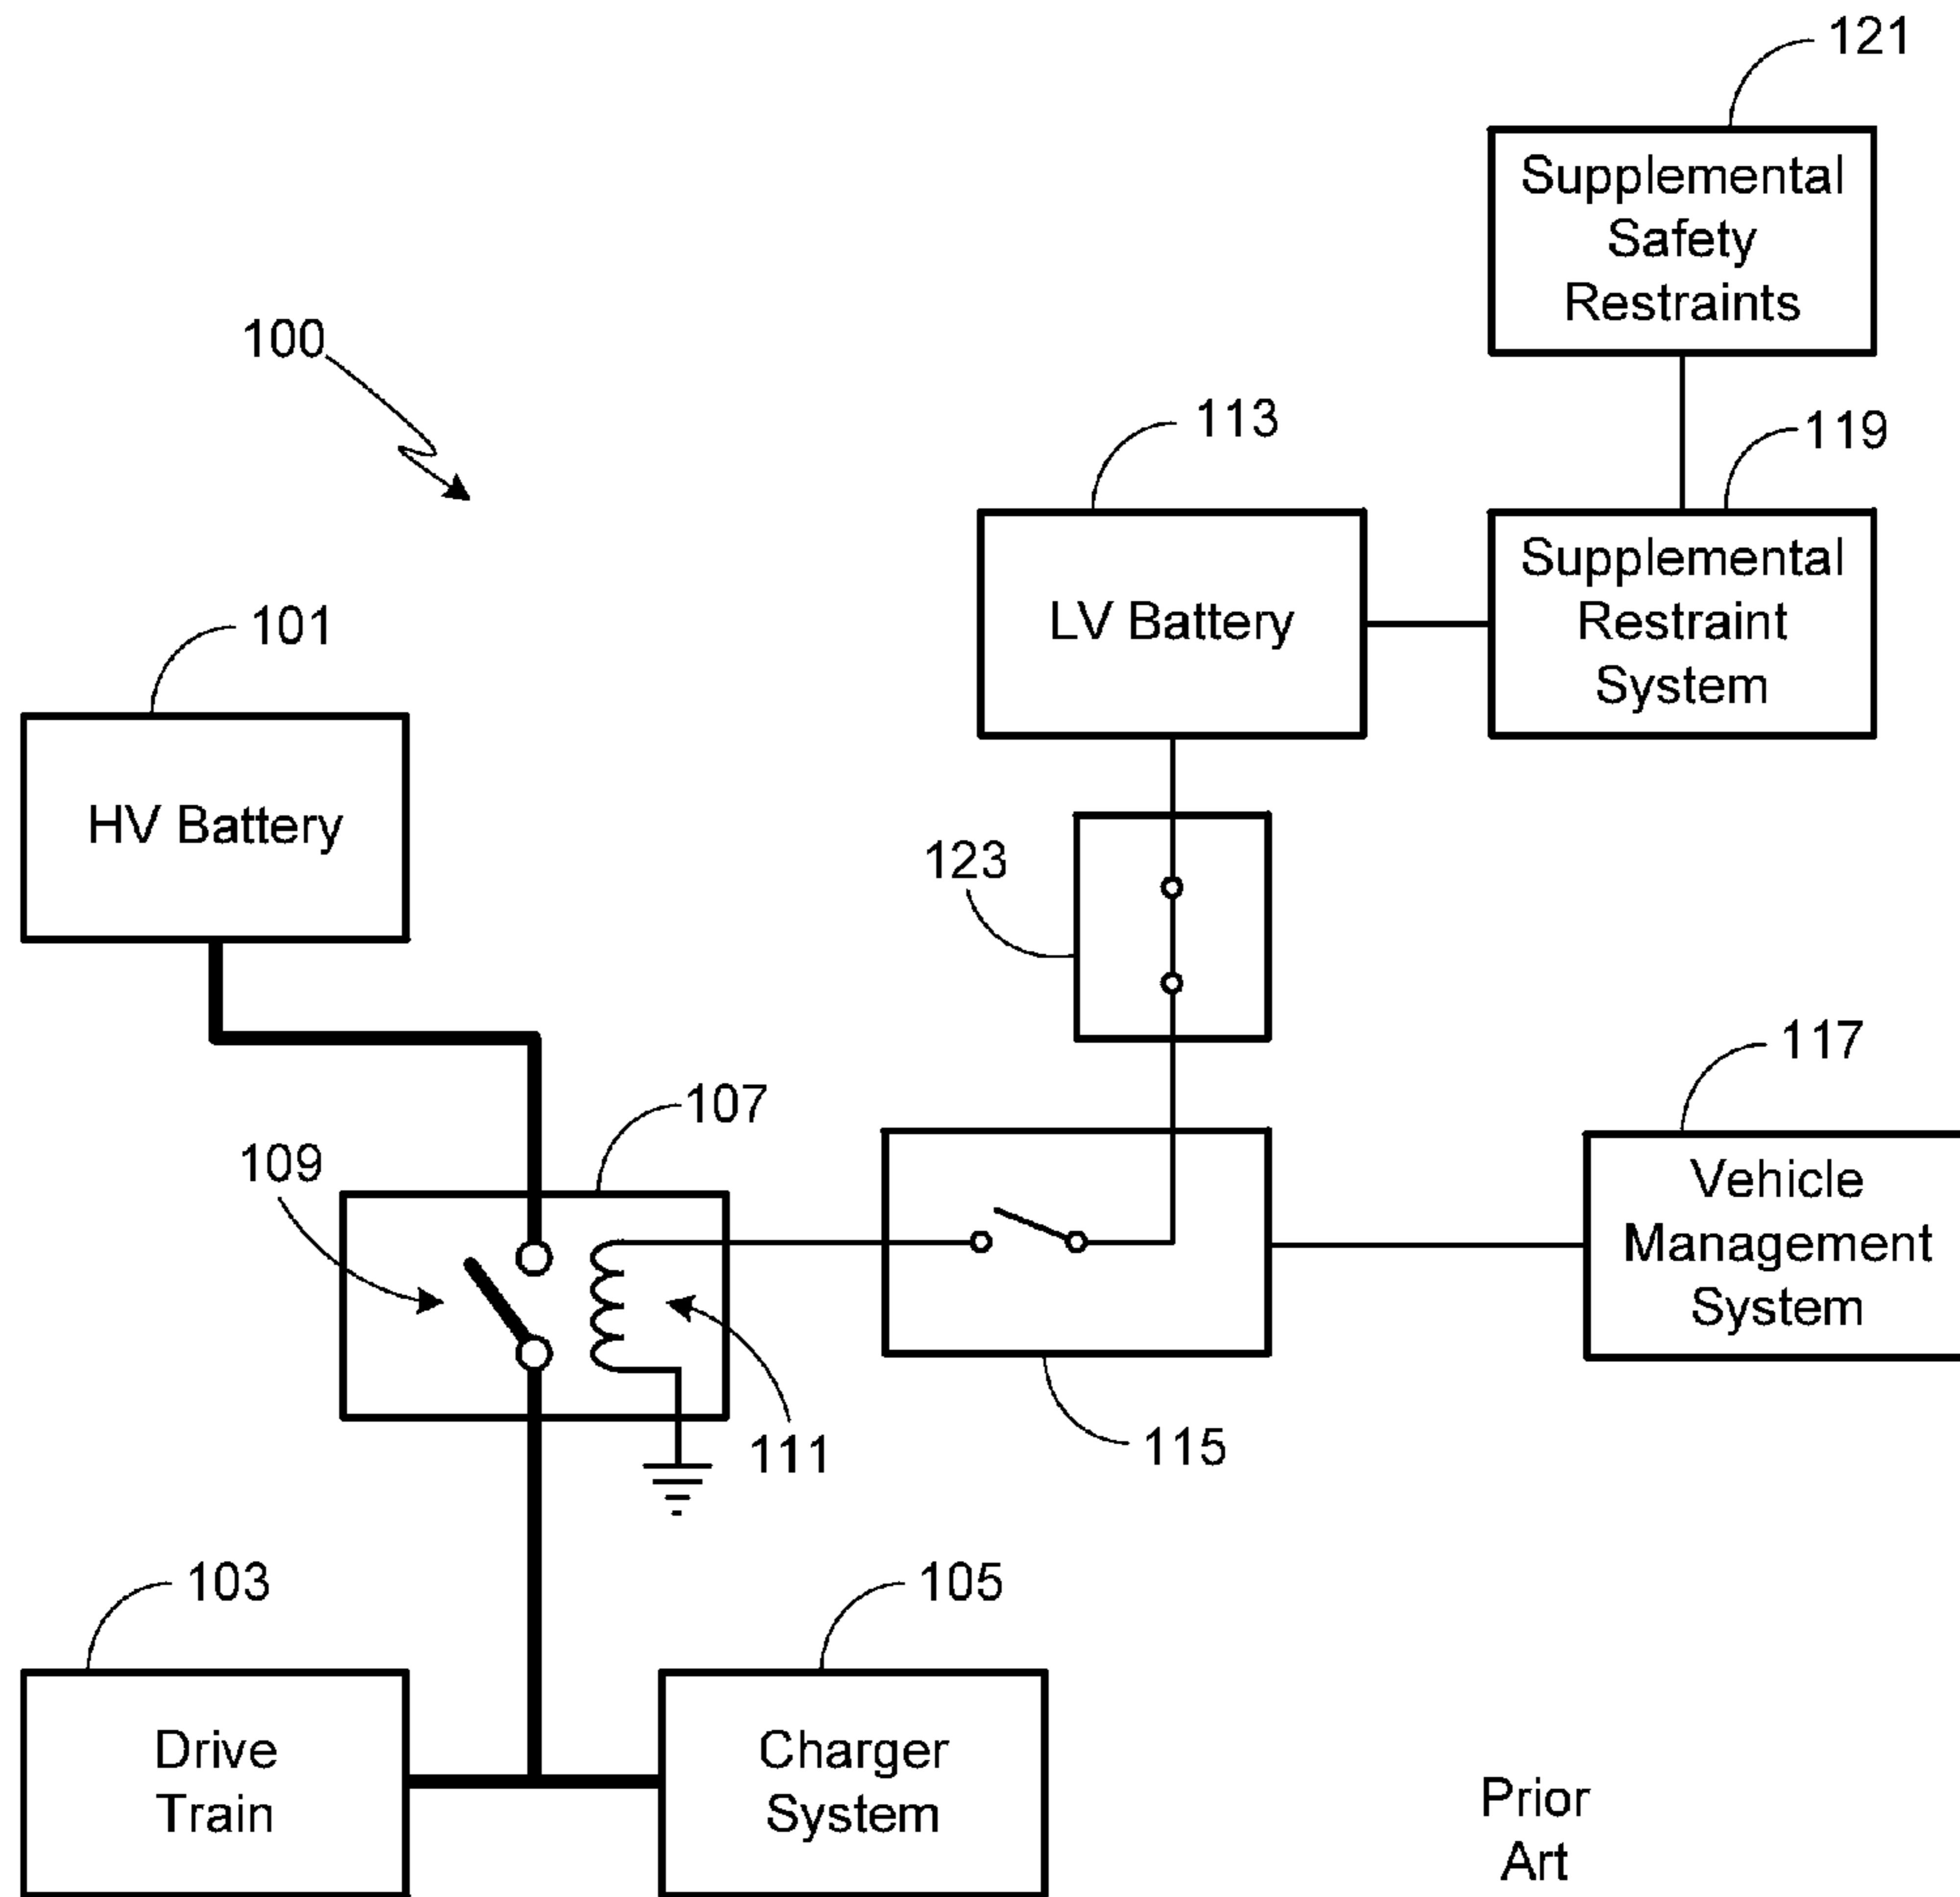 121
Supplemental
Safety
Restraints
100
113
119
LV Battery
Supplemental
Restraint
System
101
HV Battery
123
117
107
109
Vehicle
Management
System
111
115
103
105
Drive
Train
Charger
System
Prior
Art